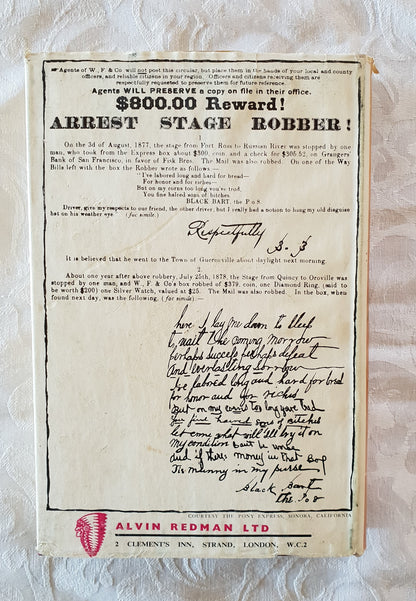 ☞Agents of W., F. & Co. will not post this circular, but place them in the hands of your local and county
officers, and reliable citizens in your region. Officers and citizens receiving them are
respectfully requested to preserve them for future reference.
Agents WILL PRESERVE a copy on file in their office.
$800.00 Reward!
ARREST STAGE ROBBER!
1
On the 3d of August, 1877, the stage from Fort Ross to Russian River was stopped by one
man, who took from the Express box about $300, coin and a check for $305.52, on Grangers'
Bank of San Francisco, in favor of Fisk Bros. The Mail was also robbed. On one of the Way
Bills left with the box the Robber wrote as follows:—
"I've labored long and hard for bread—
For honor and for riches—
But on my corns too long you've trod,
You fine haired sons of bitches.
BLACK BART, the P o 8.
Driver, give my respects to our friend, the other driver; but I really had a notion to hang my old disguise
hat on his weather eye. (fac simile.)
Respectfully
B. B
It is believed that he went to the Town of Guerneville about daylight next morning.
2.
About one year after above robbery, July 25th, 1878, the Stage from Quincy to Oroville was
stopped by one man, and W., F. & Co's box robbed of $379, coin, one Diamond Ring, (said to
be worth $200) one Silver Watch, valued at $25. The Mail was also robbed. In the box, when
found next day, was the following, (fac simile):—
here I lay me down to Sleep
to wait the coming morrow
perhaps success perhaps defeat
And everlasting Sorrow
I've labored long and hard for bred
for honor and for riches
But on my corns too long yove tred
You fine haired sons of Bitches
let come what will I'll try it on
My condition cant be worse
and if theres money in that Box
Tis munny in my purse
Black Bart
the Po8
COURTESY THE PONY EXPRESS, SONORA, CALIFORNIA
ALVIN REDMAN LTD
2 CLEMENT'S INN, STRAND, LONDON, W.C.2